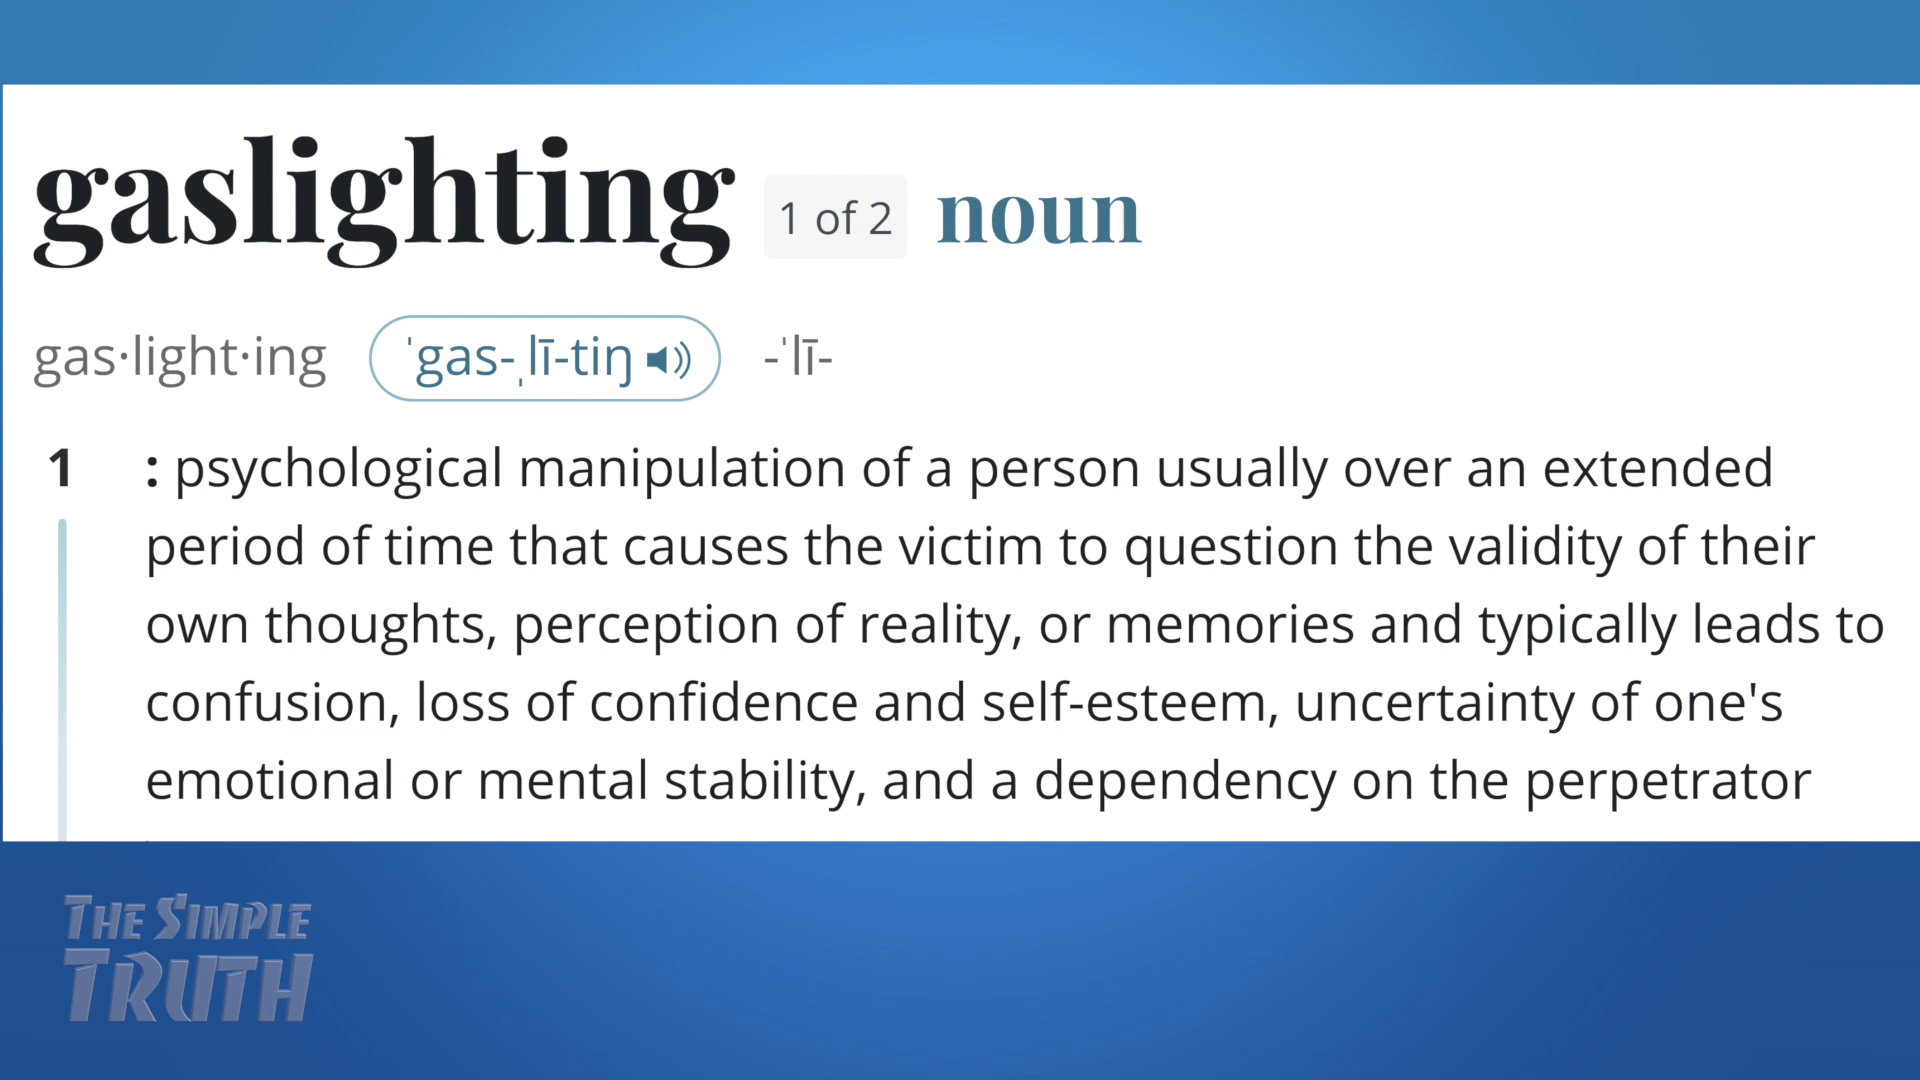 gaslighting 1 of 2 noun
gas·light·ing ˈgas-ˌlī-tiŋ -ˈlī-
1 : psychological manipulation of a person usually over an extended
period of time that causes the victim to question the validity of their
own thoughts, perception of reality, or memories and typically leads to
confusion, loss of confidence and self-esteem, uncertainty of one's
emotional or mental stability, and a dependency on the perpetrator
THE SIMPLE
TRUTH